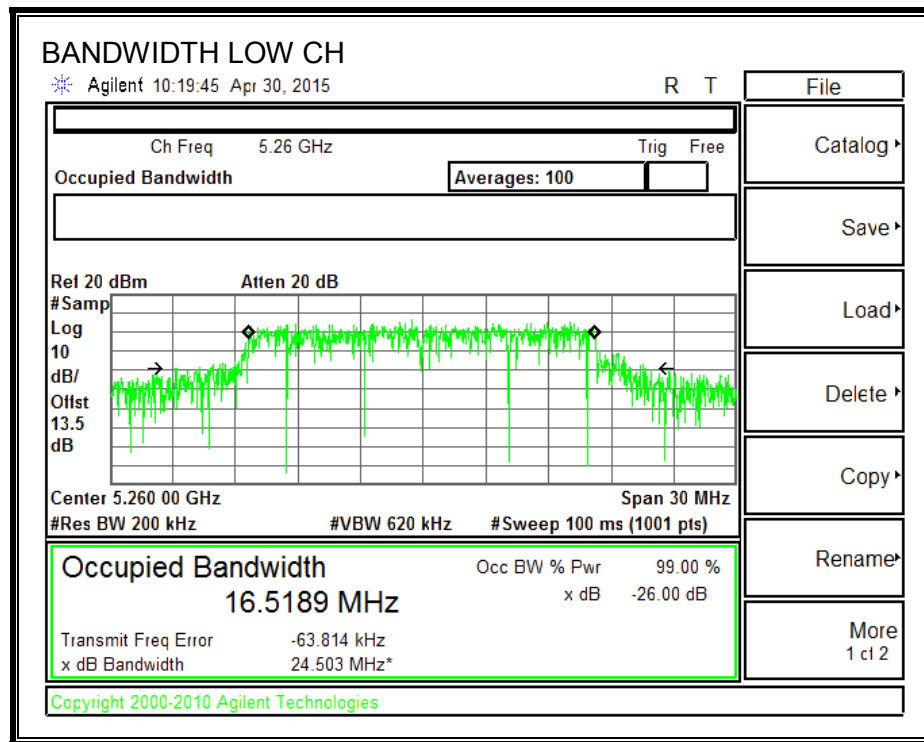 BANDWIDTH LOW CH
Agilent 10:19:45 Apr 30, 2015 R T
File
Ch Freq 5.26 GHz Trig Free
Catalog
Occupied Bandwidth Averages: 100
Save
Ref 20 dBm Atten 20 dB
#Samp
Log
10
dB/
Offst
13.5
dB
Load
Delete
Copy
Center 5.260 00 GHz Span 30 MHz
#Res BW 200 kHz #VBW 620 kHz #Sweep 100 ms (1001 pts)
Occupied Bandwidth Occ BW % Pwr 99.00 %
16.5189 MHz x dB -26.00 dB
Rename
Transmit Freq Error -63.814 kHz
x dB Bandwidth 24.503 MHz*
More
1 of 2
Copyright 2000-2010 Agilent Technologies